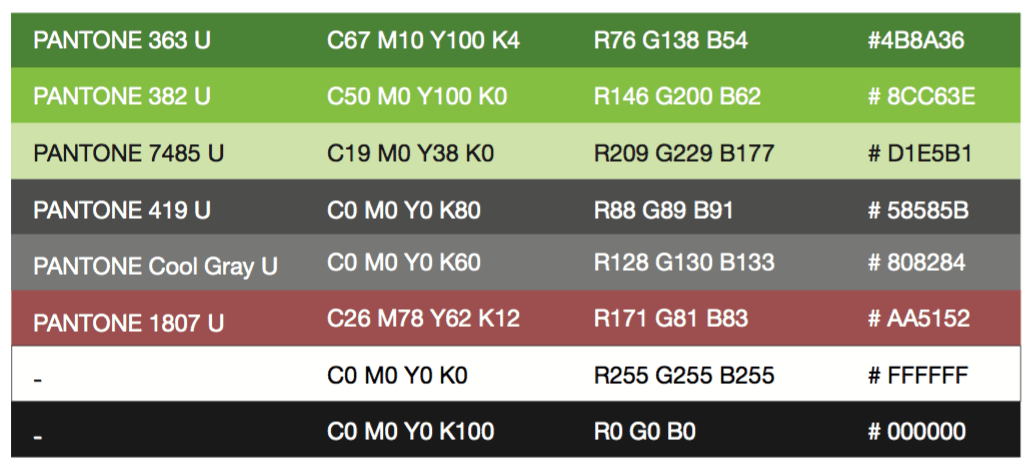 PANTONE 363 U C67 M10 Y100 K4 R76 G138 B54 #4B8A36
PANTONE 382 U C50 M0 Y100 K0 R146 G200 B62 # 8CC63E
PANTONE 7485 U C19 M0 Y38 K0 R209 G229 B177 # D1E5B1
PANTONE 419 U C0 M0 Y0 K80 R88 G89 B91 # 58585B
PANTONE Cool Gray U C0 M0 Y0 K60 R128 G130 B133 # 808284
PANTONE 1807 U C26 M78 Y62 K12 R171 G81 B83 # AA5152
- C0 M0 Y0 K0 R255 G255 B255 # FFFFFF
- C0 M0 Y0 K100 R0 G0 B0 # 000000